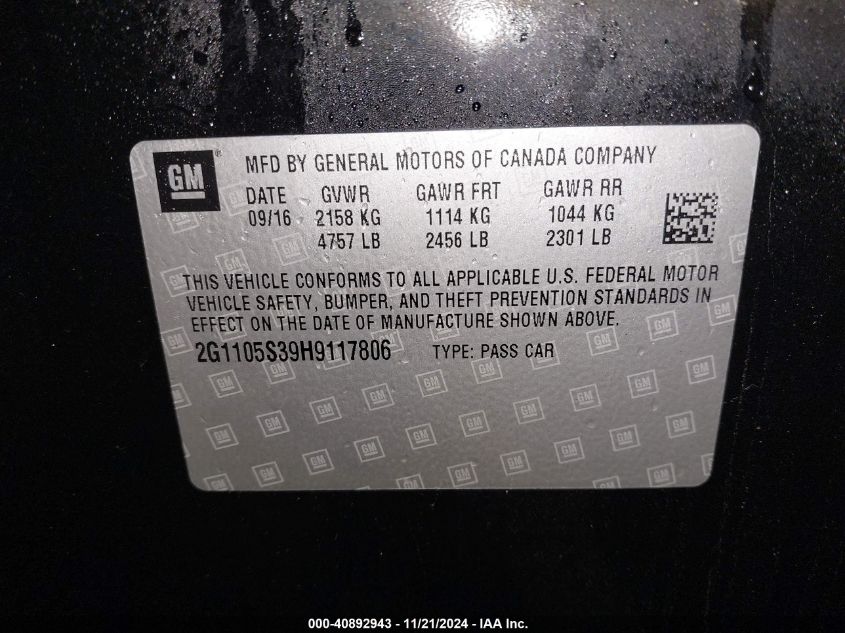 GM
MFD BY GENERAL MOTORS OF CANADA COMPANY
DATE GVWR GAWR FRT GAWR RR
09/16 2158 KG 1114 KG 1044 KG
4757 LB 2456 LB 2301 LB
THIS VEHICLE CONFORMS TO ALL APPLICABLE U.S. FEDERAL MOTOR
VEHICLE SAFETY, BUMPER, AND THEFT PREVENTION STANDARDS IN
EFFECT ON THE DATE OF MANUFACTURE SHOWN ABOVE.
2G1105S39H9117806 TYPE: PASS CAR
000-40892943 - 11/21/2024 - IAA Inc.